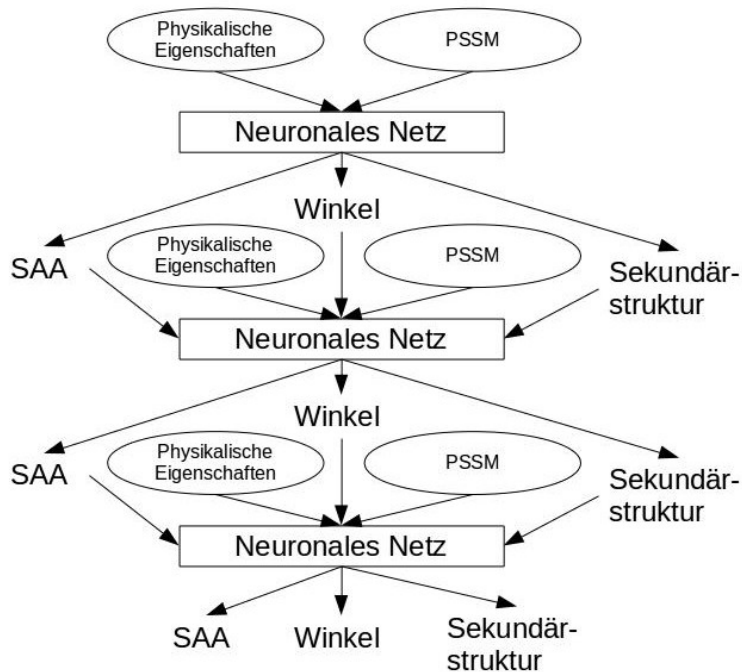 Physikalische
Eigenschaften
PSSM
Neuronales Netz
Winkel
SAA
Physikalische
Eigenschaften
PSSM
Sekundär-
struktur
Neuronales Netz
Winkel
SAA
Physikalische
Eigenschaften
PSSM
Sekundär-
struktur
Neuronales Netz
SAA
Winkel
Sekundär-
struktur